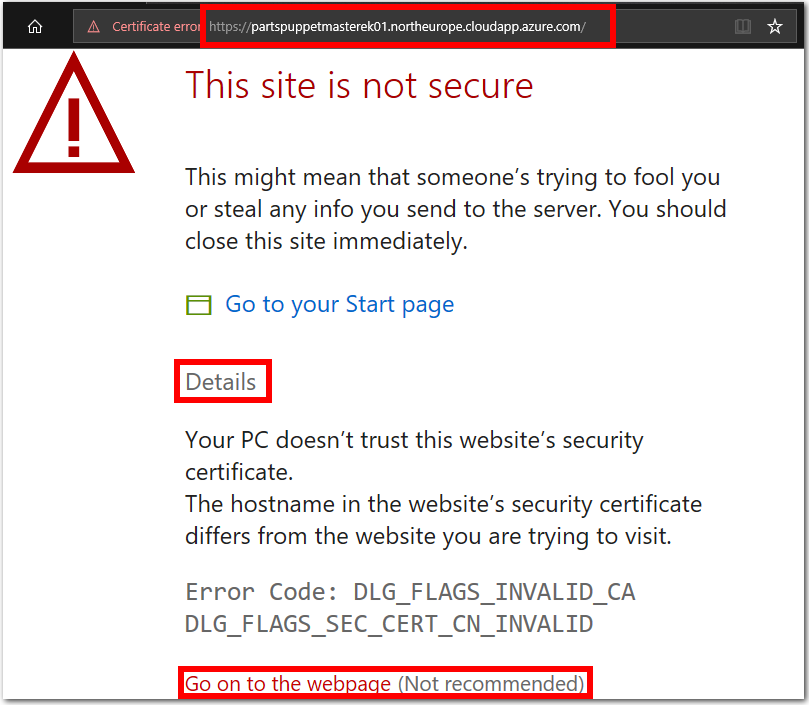 Certificate error https://partspuppetmasterek01.northeurope.cloudapp.azure.com/
This site is not secure
This might mean that someone’s trying to fool you
or steal any info you send to the server. You should
close this site immediately.
Go to your Start page
Details
Your PC doesn’t trust this website’s security
certificate.
The hostname in the website’s security certificate
differs from the website you are trying to visit.
Error Code: DLG_FLAGS_INVALID_CA
DLG_FLAGS_SEC_CERT_CN_INVALID
Go on to the webpage (Not recommended)